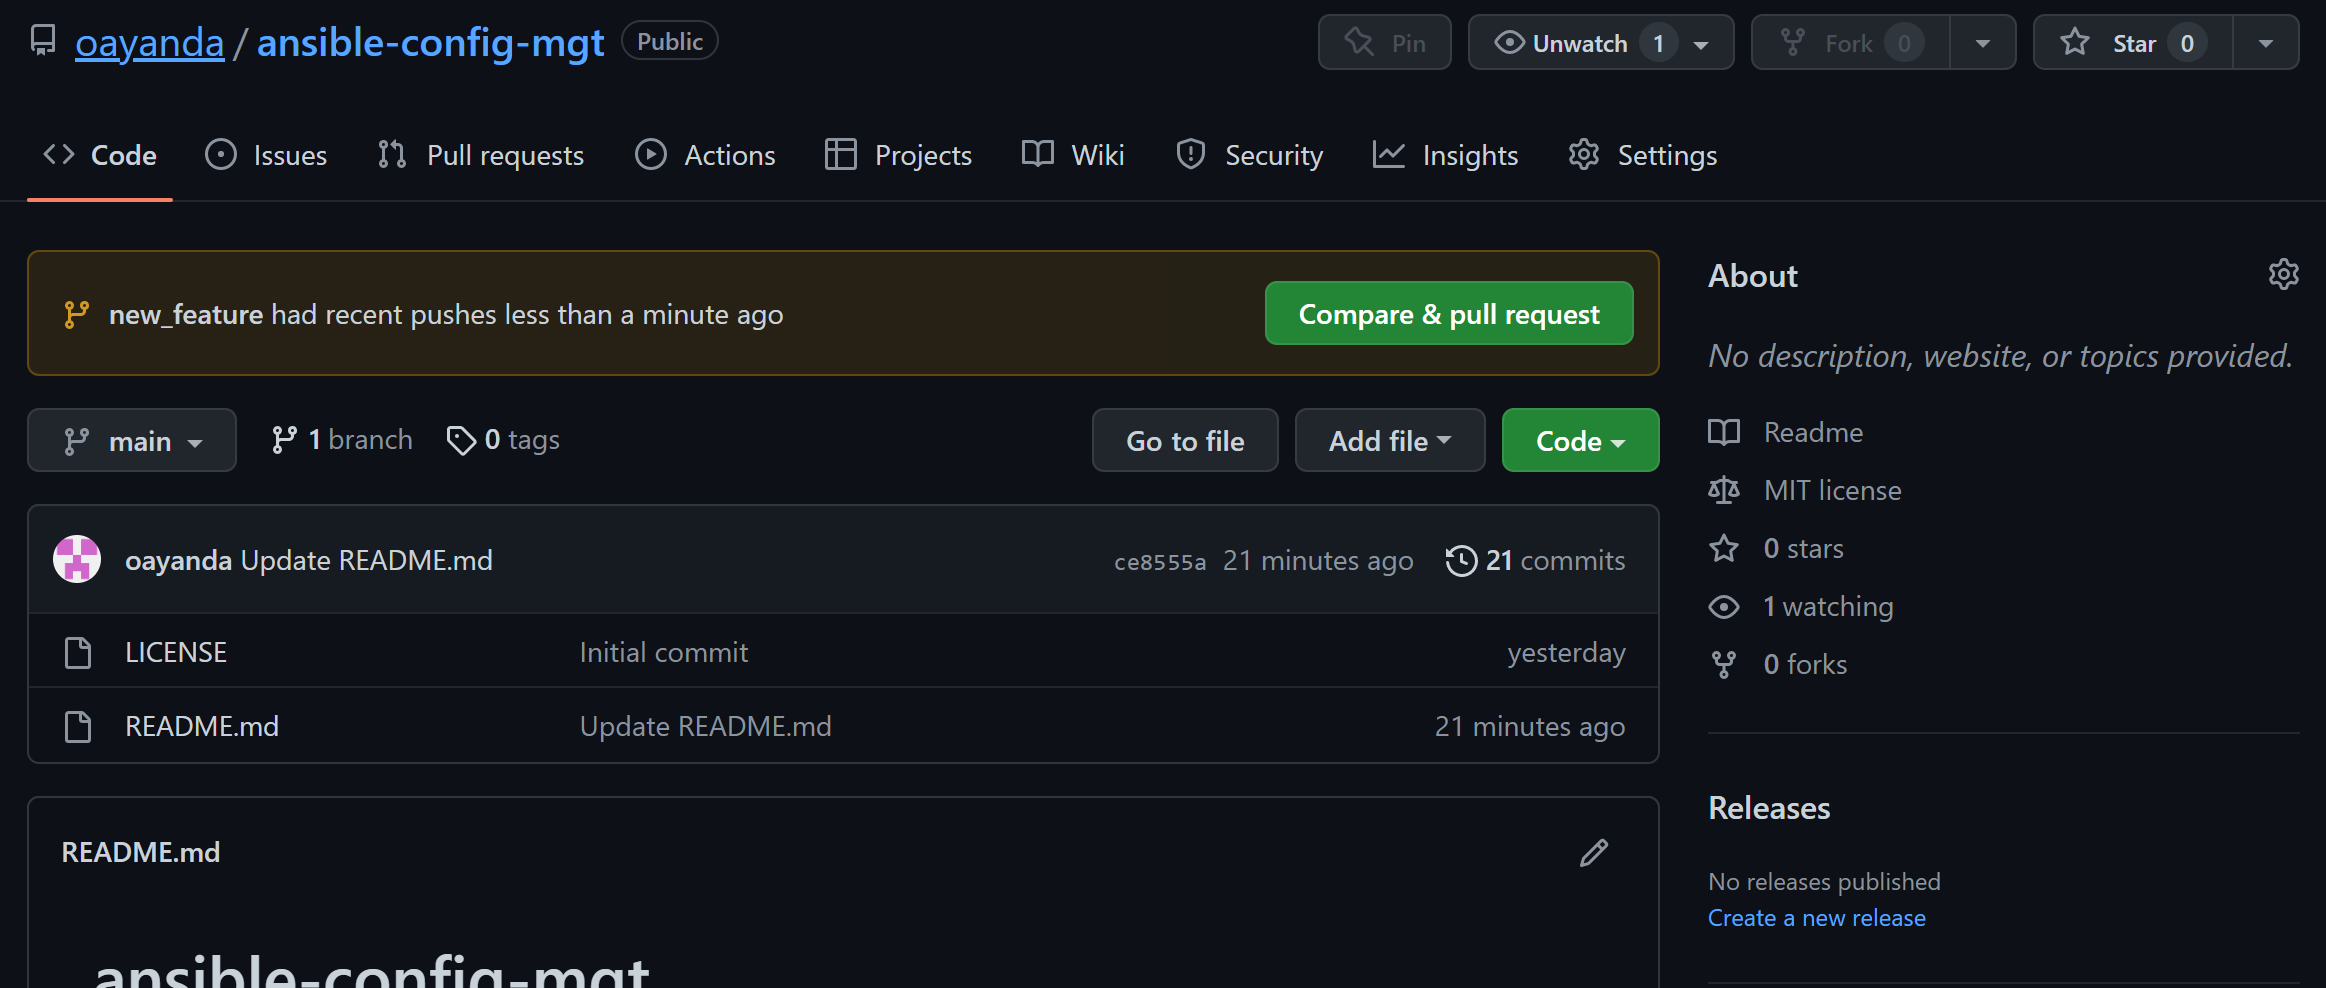 oayanda / ansible-config-mgt Public Pin Unwatch 1 Fork 0 Star 0
Code Issues Pull requests Actions Projects Wiki Security Insights Settings
new_feature had recent pushes less than a minute ago Compare & pull request
main 1 branch 0 tags Go to file Add file Code
oayanda Update README.md ce8555a 21 minutes ago 21 commits
LICENSE Initial commit yesterday
README.md Update README.md 21 minutes ago
README.md
ansible-config-mgt
About
No description, website, or topics provided.
Readme
MIT license
0 stars
1 watching
0 forks
Releases
No releases published
Create a new release